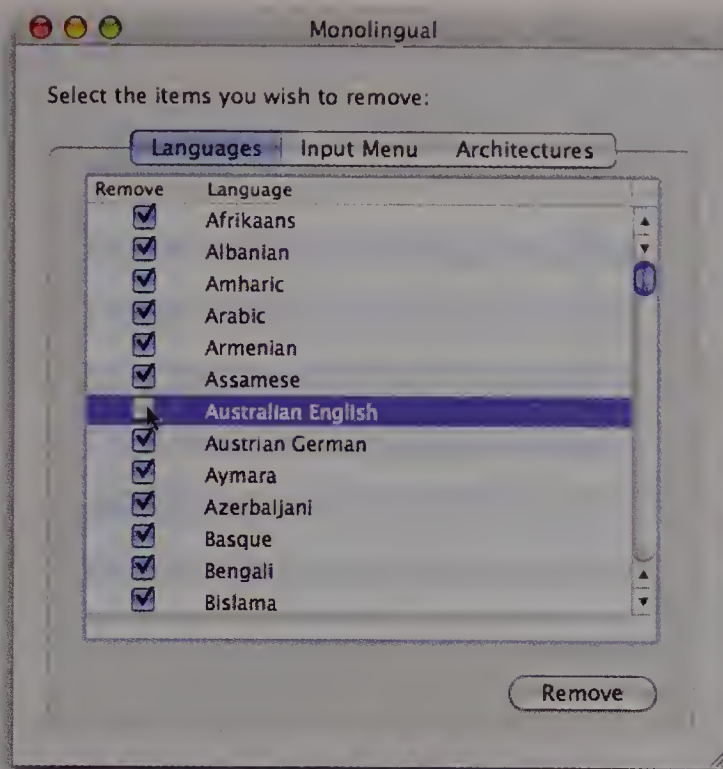 Monolingual
Select the items you wish to remove:
Languages Input Menu Architectures
Remove Language
Afrikaans
Albanian
Amharic
Arabic
Armenian
Assamese
Australian English
Austrian German
Aymara
Azerbaijani
Basque
Bengali
Bislama
Remove